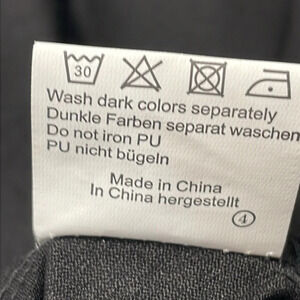 30
Wash dark colors separately
Dunkle Farben separat waschen
Do not iron PU
PU nicht bügeln
Made in China
In China hergestellt
4